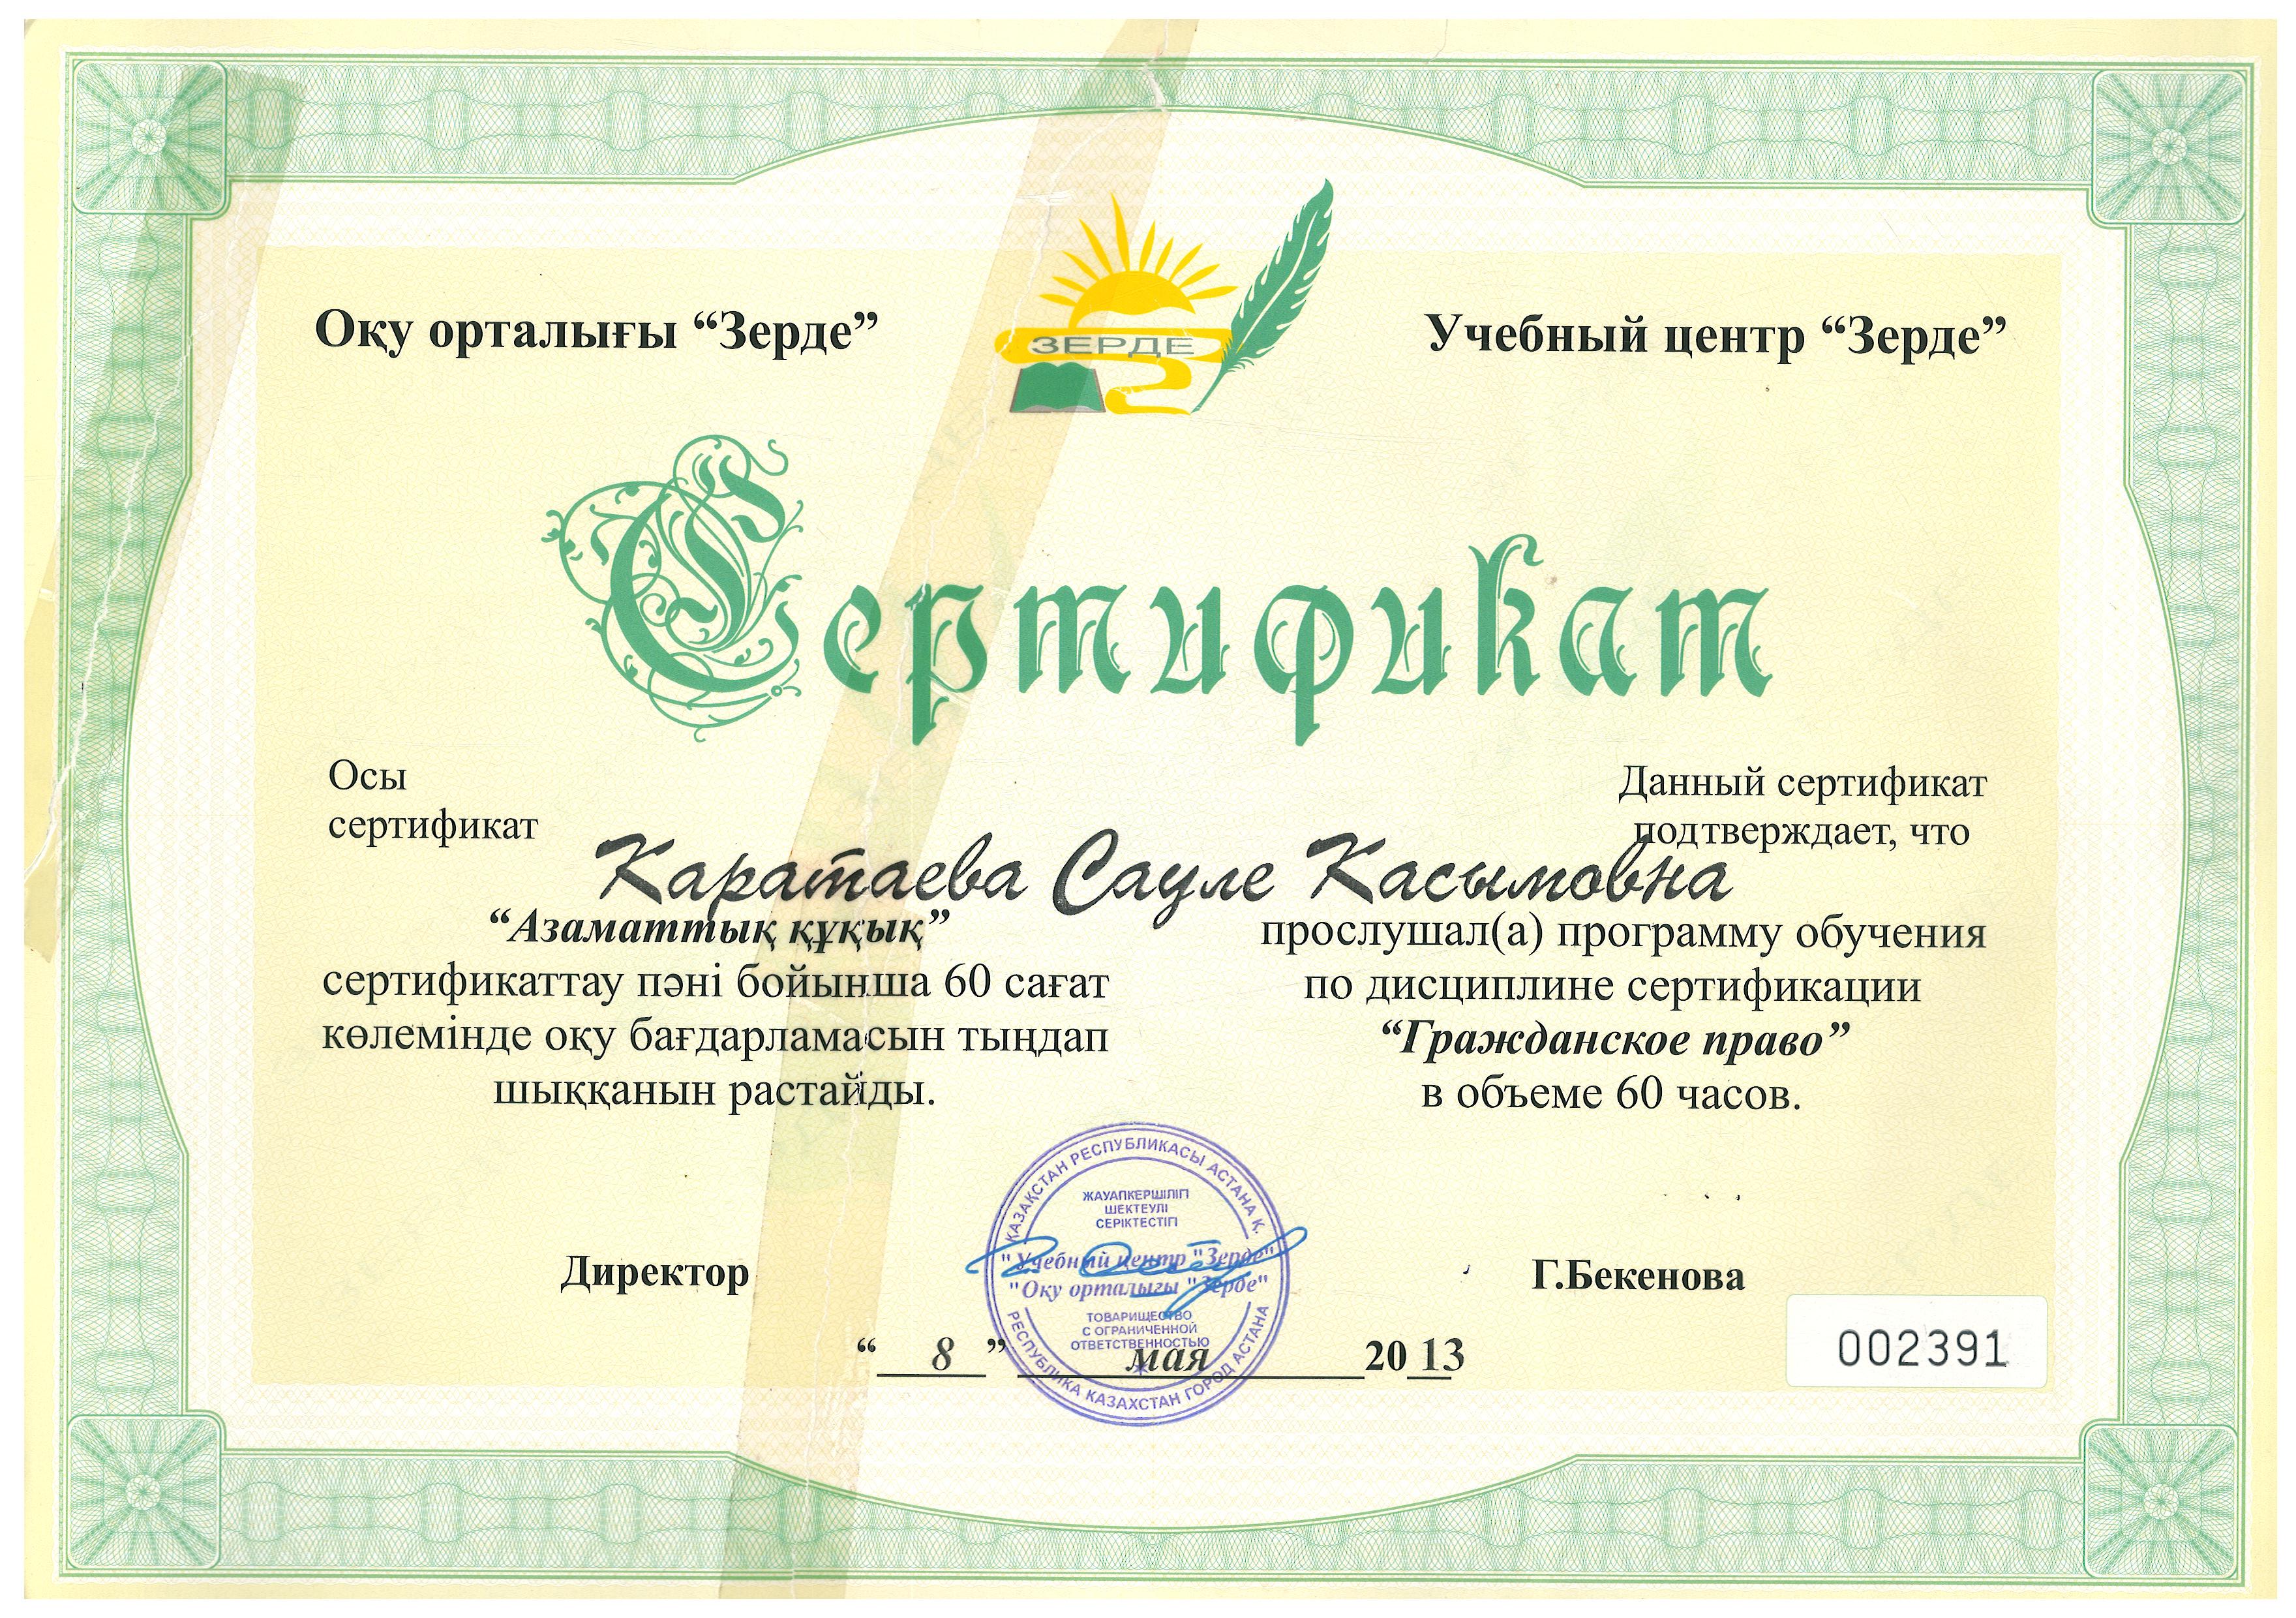 Оқу орталығы “Зерде”
ЗЕРДЕ
Учебный центр “Зерде”
Сертификат
Осы
сертификат
Данный сертификат
подтверждает, что
Каратаева Сауле Касымовна
“Азаматтық құқық”
сертификаттау пәні бойынша 60 сағат
көлемінде оқу бағдарламасын тыңдап
шыққанын растайды.
прослушал(а) программу обучения
по дисциплине сертификации
“Гражданское право”
в объеме 60 часов.
Директор
Г.Бекенова
ҚАЗАҚСТАН РЕСПУБЛИКАСЫ АСТАНА Қ.
ЖАУАПКЕРШІЛІГІ
ШЕКТЕУЛІ
СЕРІКТЕСТІГІ
"Учебный центр "Зерде"
"Оқу орталығы "Зерде"
ТОВАРИЩЕСТВО
С ОГРАНИЧЕННОЙ
ОТВЕТСТВЕННОСТЬЮ
РЕСПУБЛИКА КАЗАХСТАН ГОРОД АСТАНА
“ 8 ” мая 2013
002391